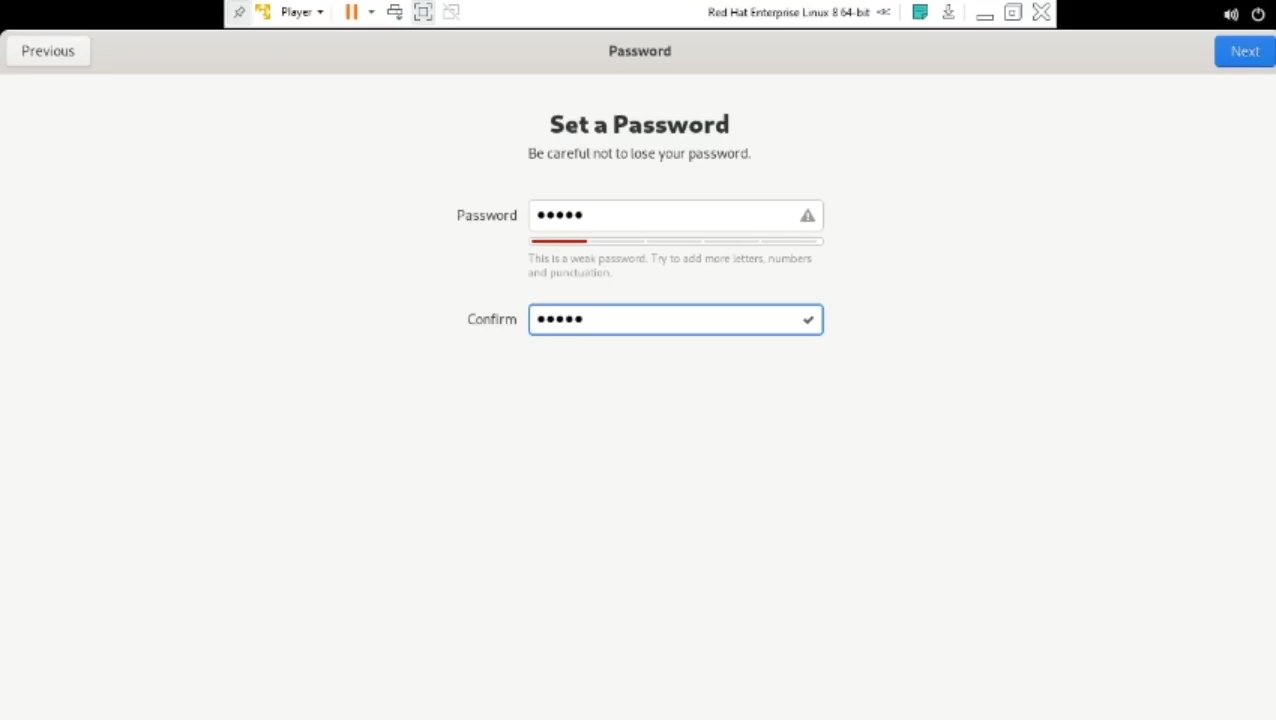 Player
Red Hat Enterprise Linux 8 64-bit
Previous
Password
Next
Set a Password
Be careful not to lose your password.
Password
This is a weak password. Try to add more letters, numbers
and punctuation.
Confirm